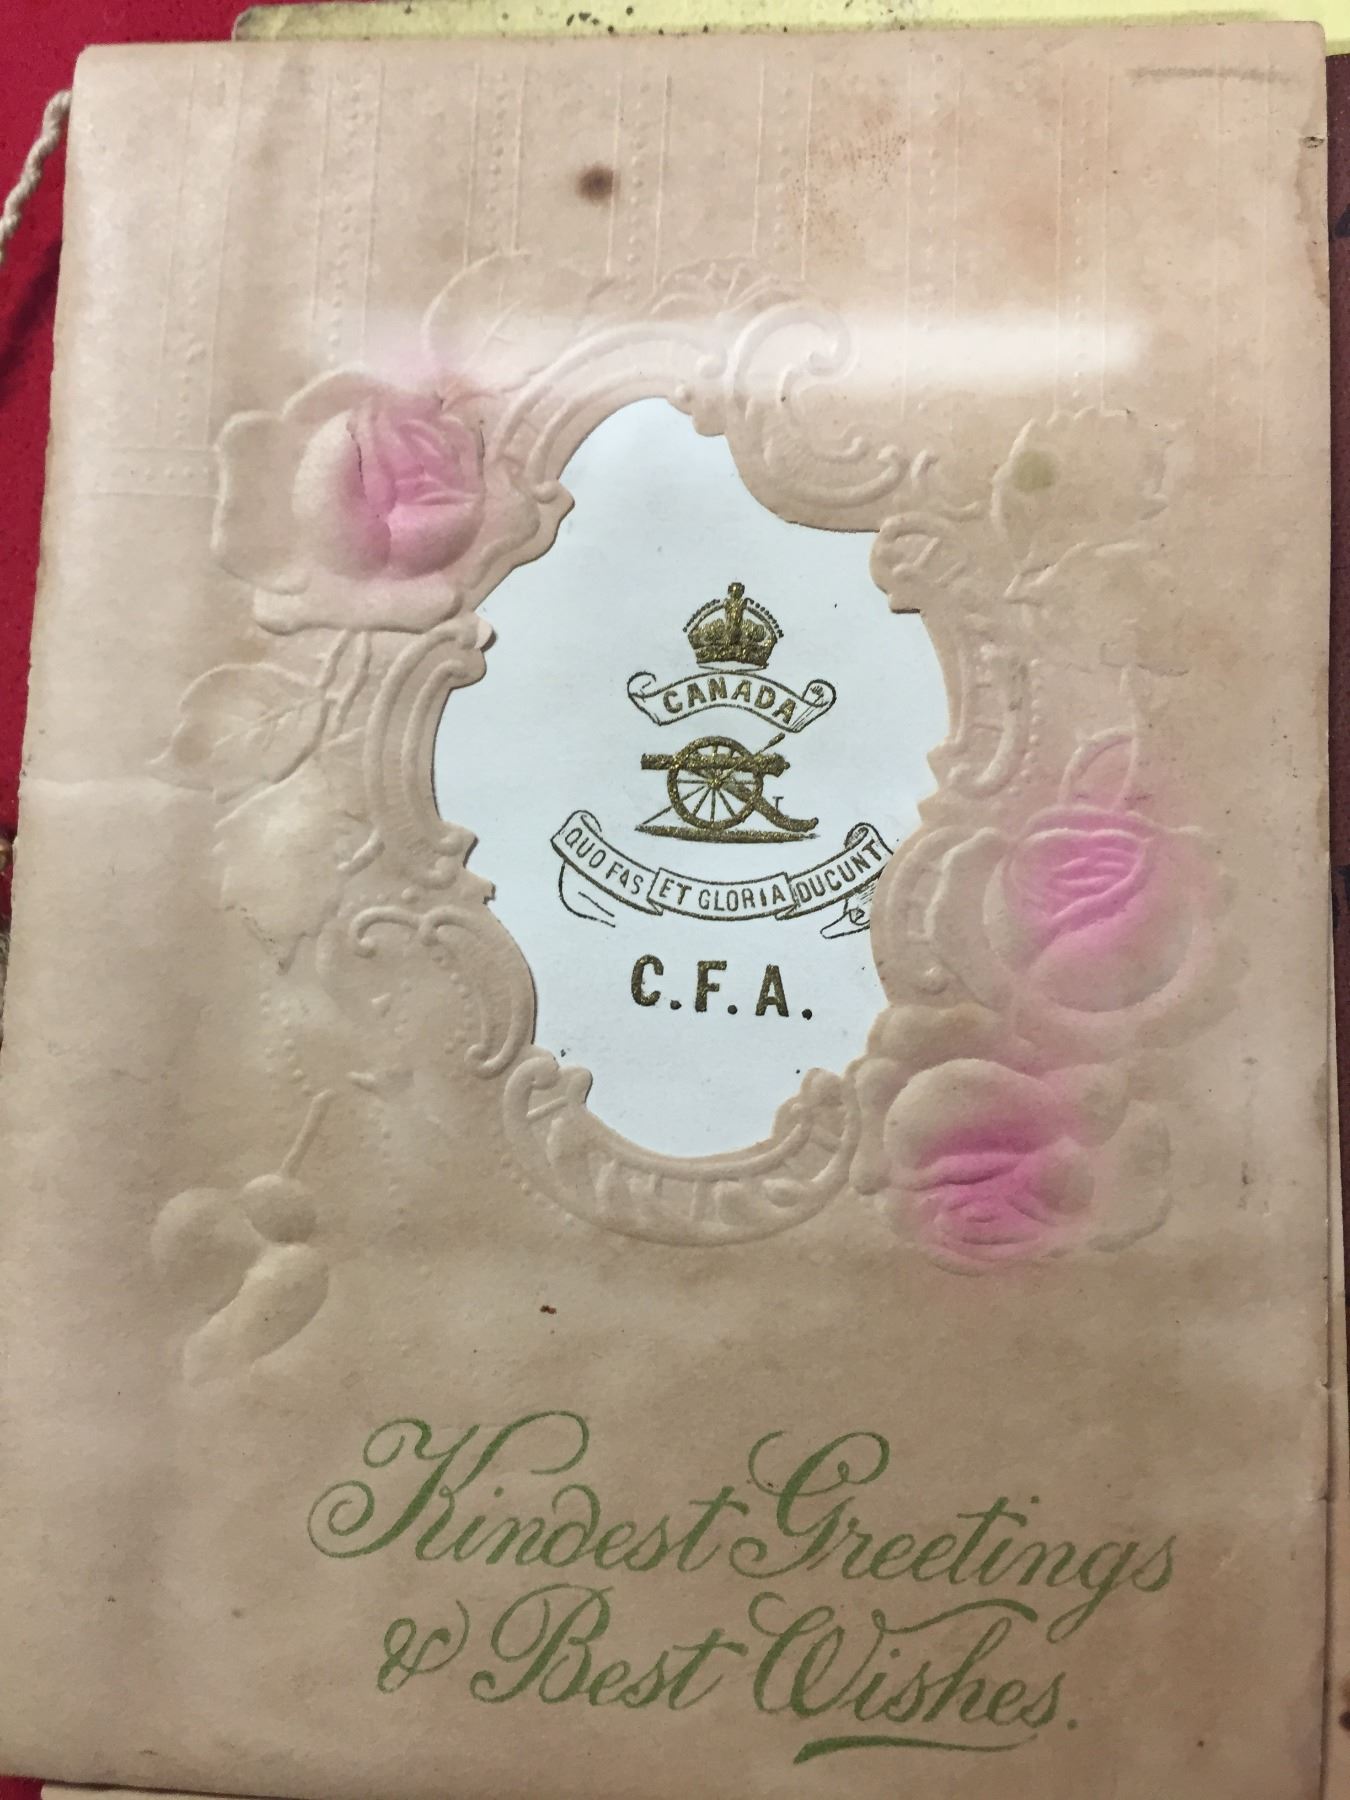 CANADA
QUO FAS ET GLORIA DUCUNT
C.F.A.
Kindest Greetings
& Best Wishes.